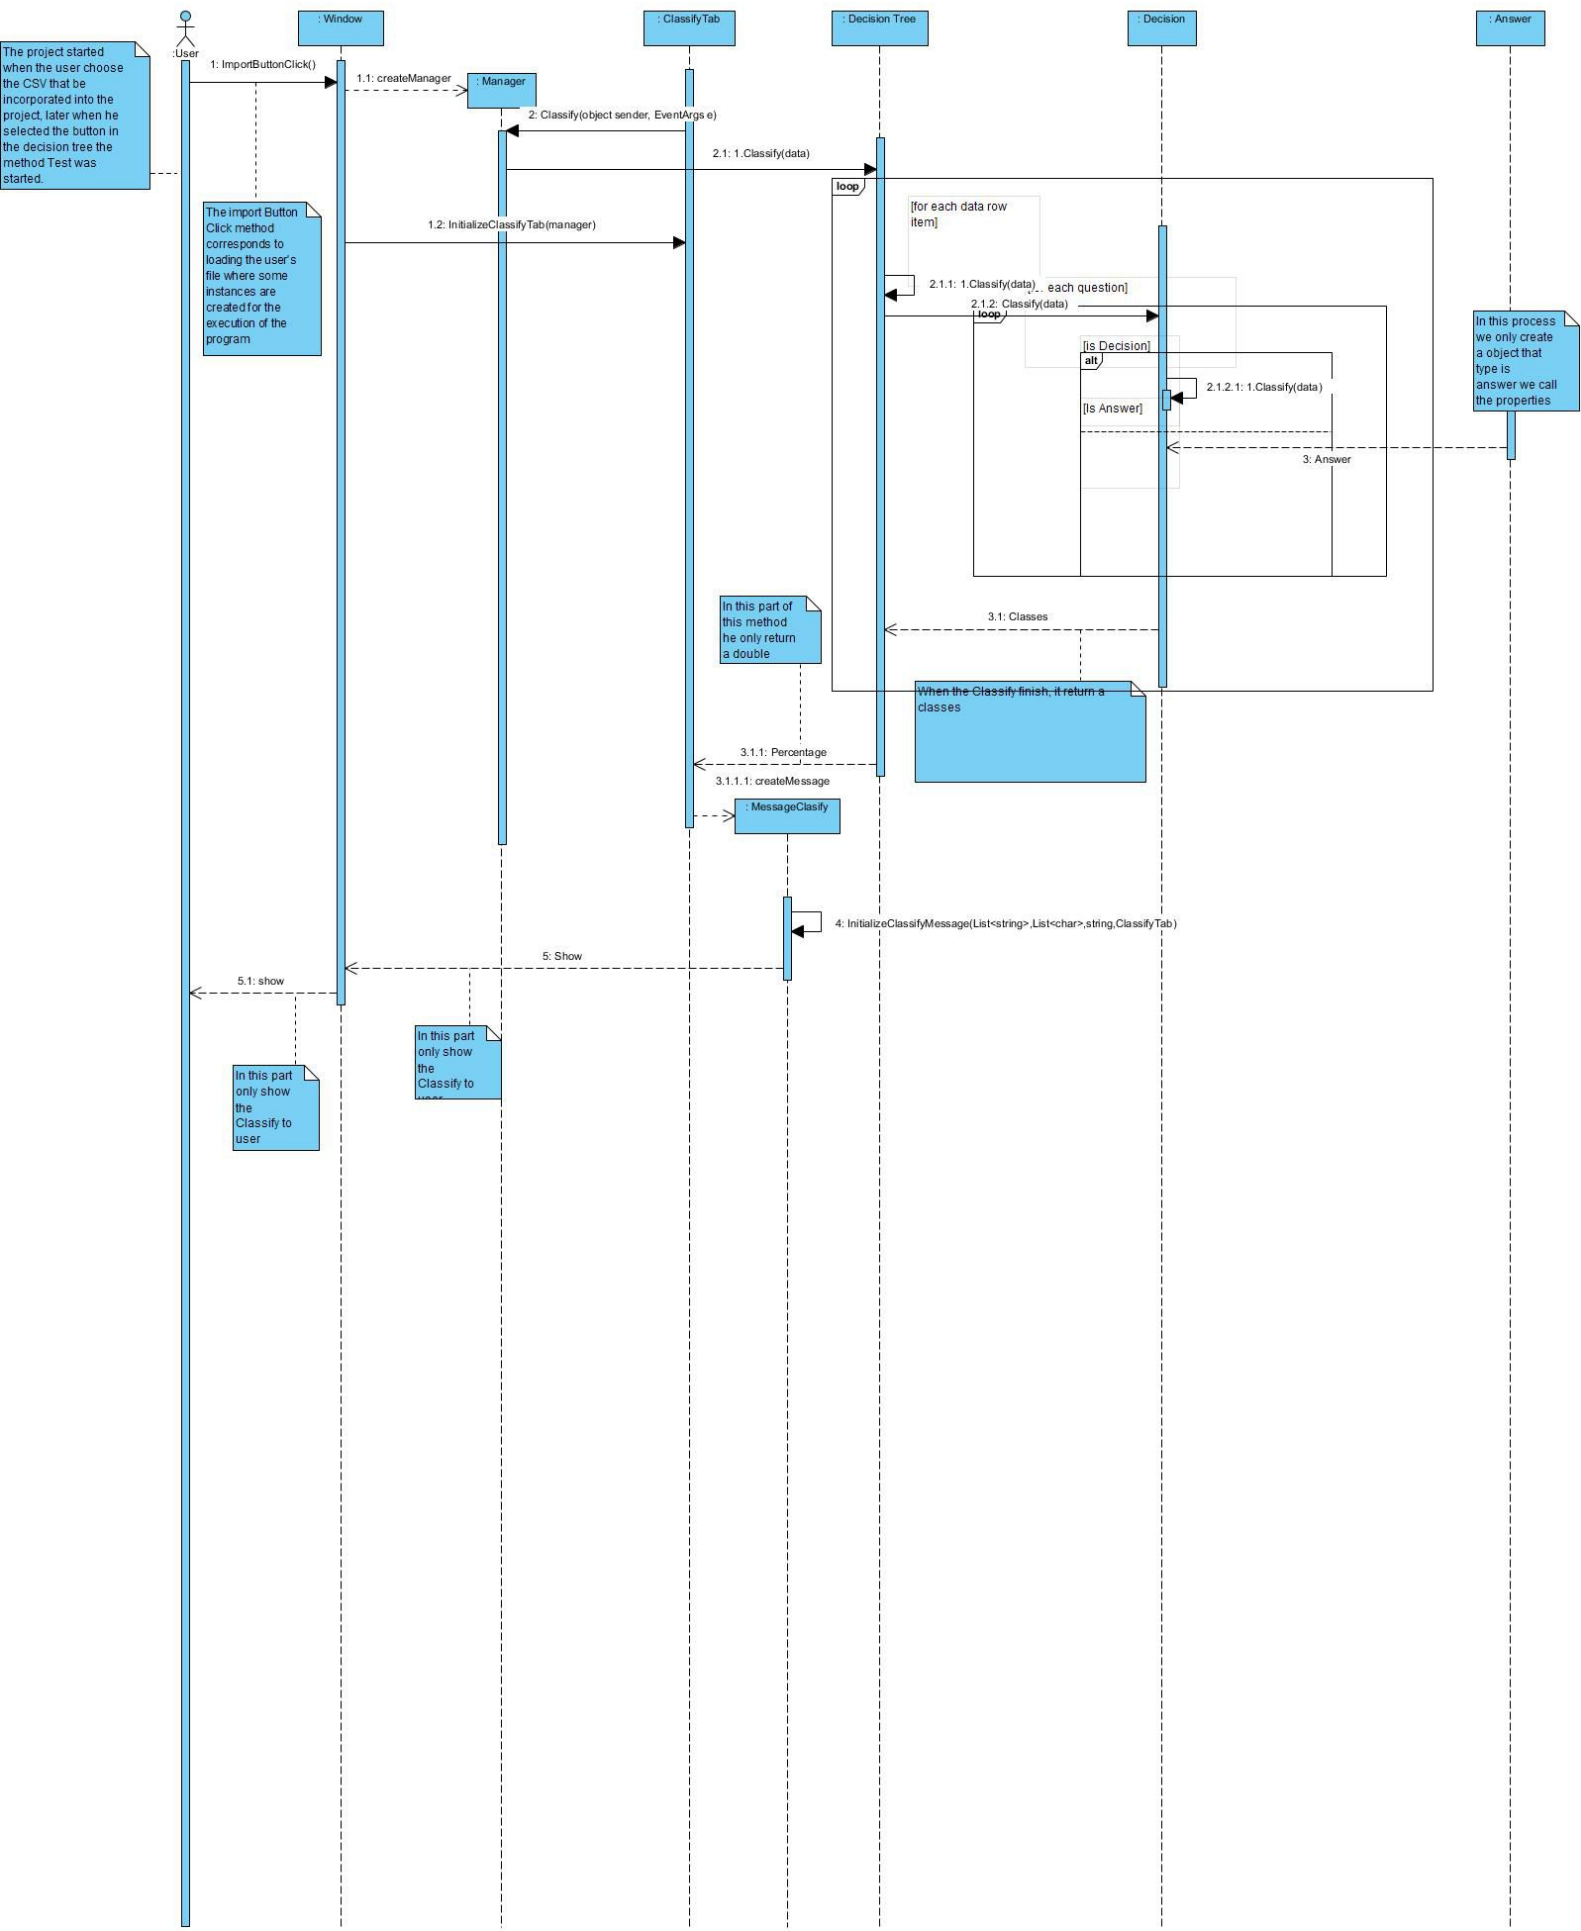 : Window
: ClassifyTab
: Decision Tree
: Decision
: Answer
:User
The project started
when the user choose
the CSV that be
incorporated into the
project, later when he
selected the button in
the decision tree the
method Test was
started.
1: ImportButtonClick()
1.1: createManager
: Manager
2: Classify(object sender, EventArgs e)
2.1: 1.Classify(data)
loop
[for each data row
item]
The import Button
Click method
corresponds to
loading the user's
file where some
instances are
created for the
execution of the
program
1.2: InitializeClassifyTab(manager)
2.1.1: 1.Classify(data)
each question]
2.1.2: Classify(data)
loop
In this process
we only create
a object that
type is
answer we call
the properties
[is Decision]
alt
2.1.2.1: 1.Classify(data)
[Is Answer]
3: Answer
In this part of
this method
he only return
a double
3.1: Classes
When the Classify finish, it return a
classes
3.1.1: Percentage
3.1.1.1: createMessage
: MessageClasify
4: InitializeClassifyMessage(List<string>,List<char>,string,ClassifyTab)
5: Show
5.1: show
In this part
only show
the
Classify to
In this part
only show
the
Classify to
user